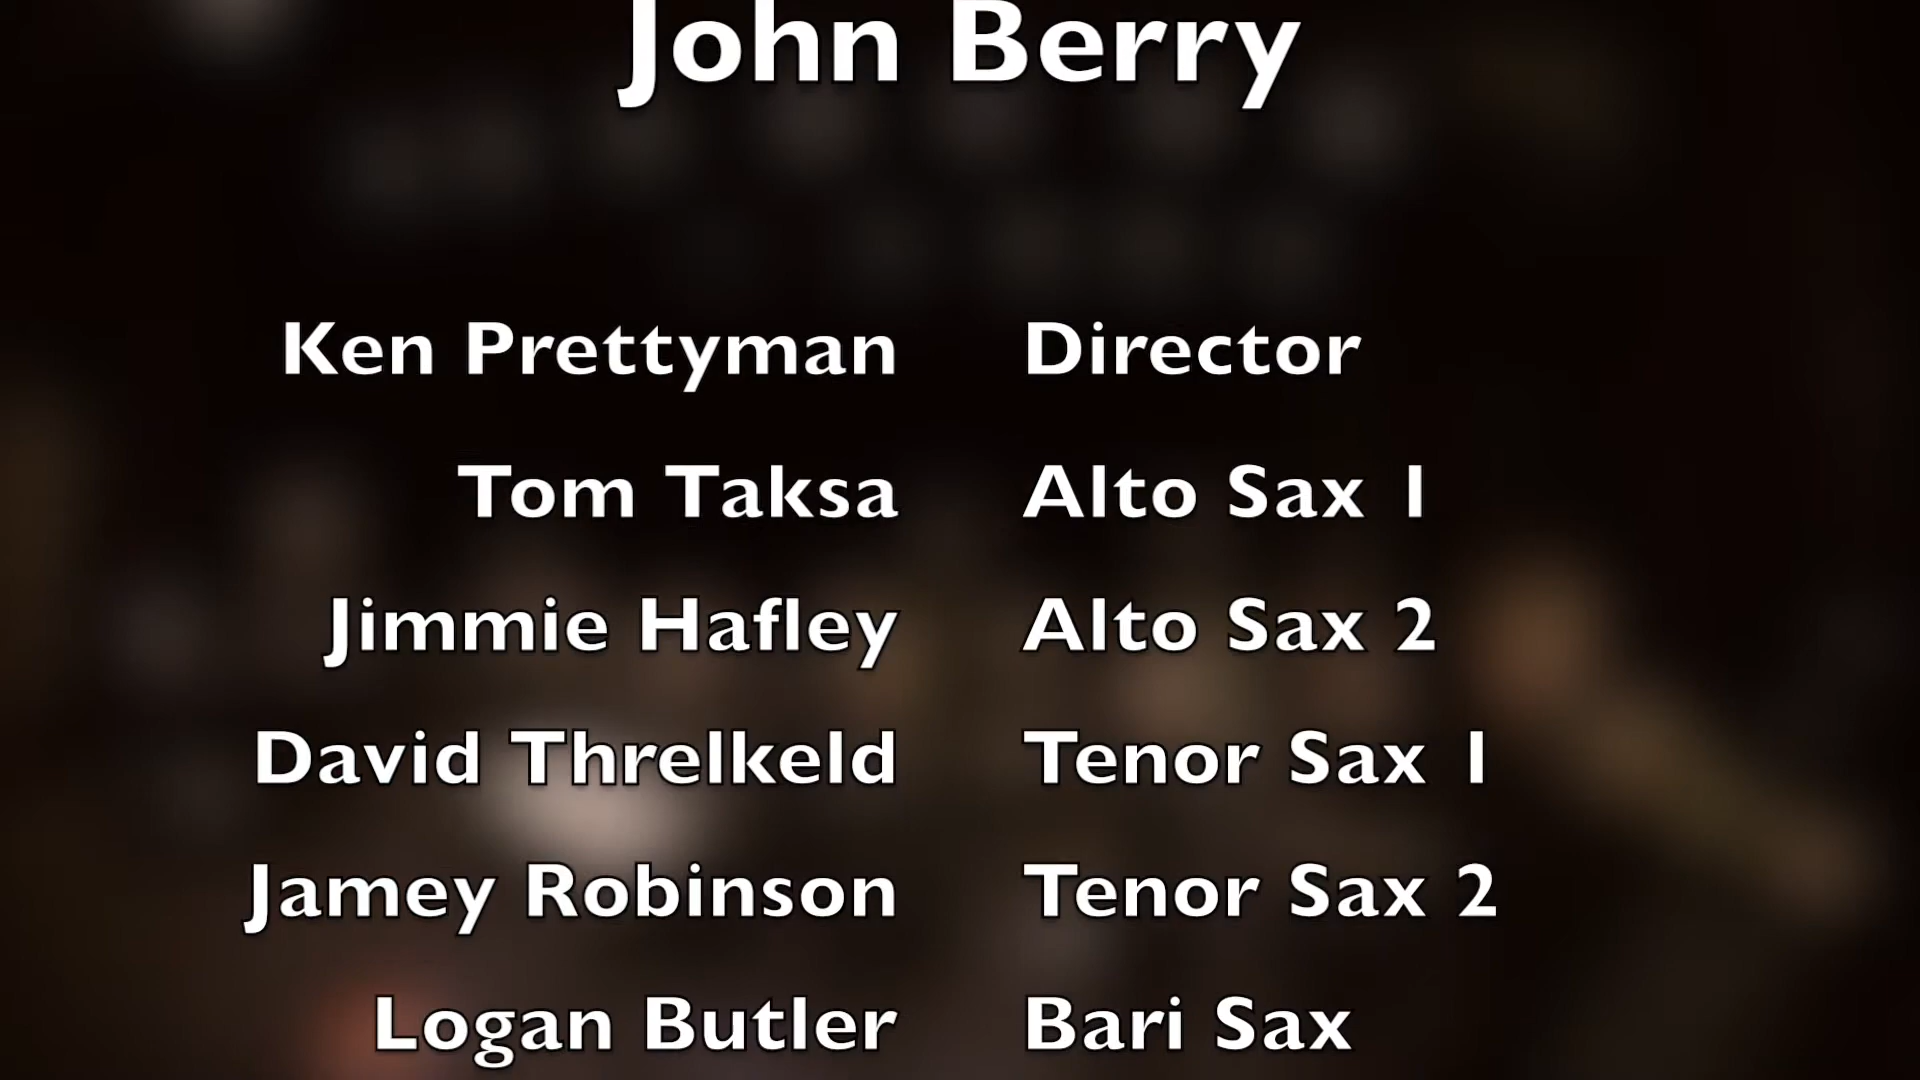 John Berry
Ken Prettyman Director
Tom Taksa Alto Sax 1
Jimmie Hafley Alto Sax 2
David Threlkeld Tenor Sax 1
Jamey Robinson Tenor Sax 2
Logan Butler Bari Sax